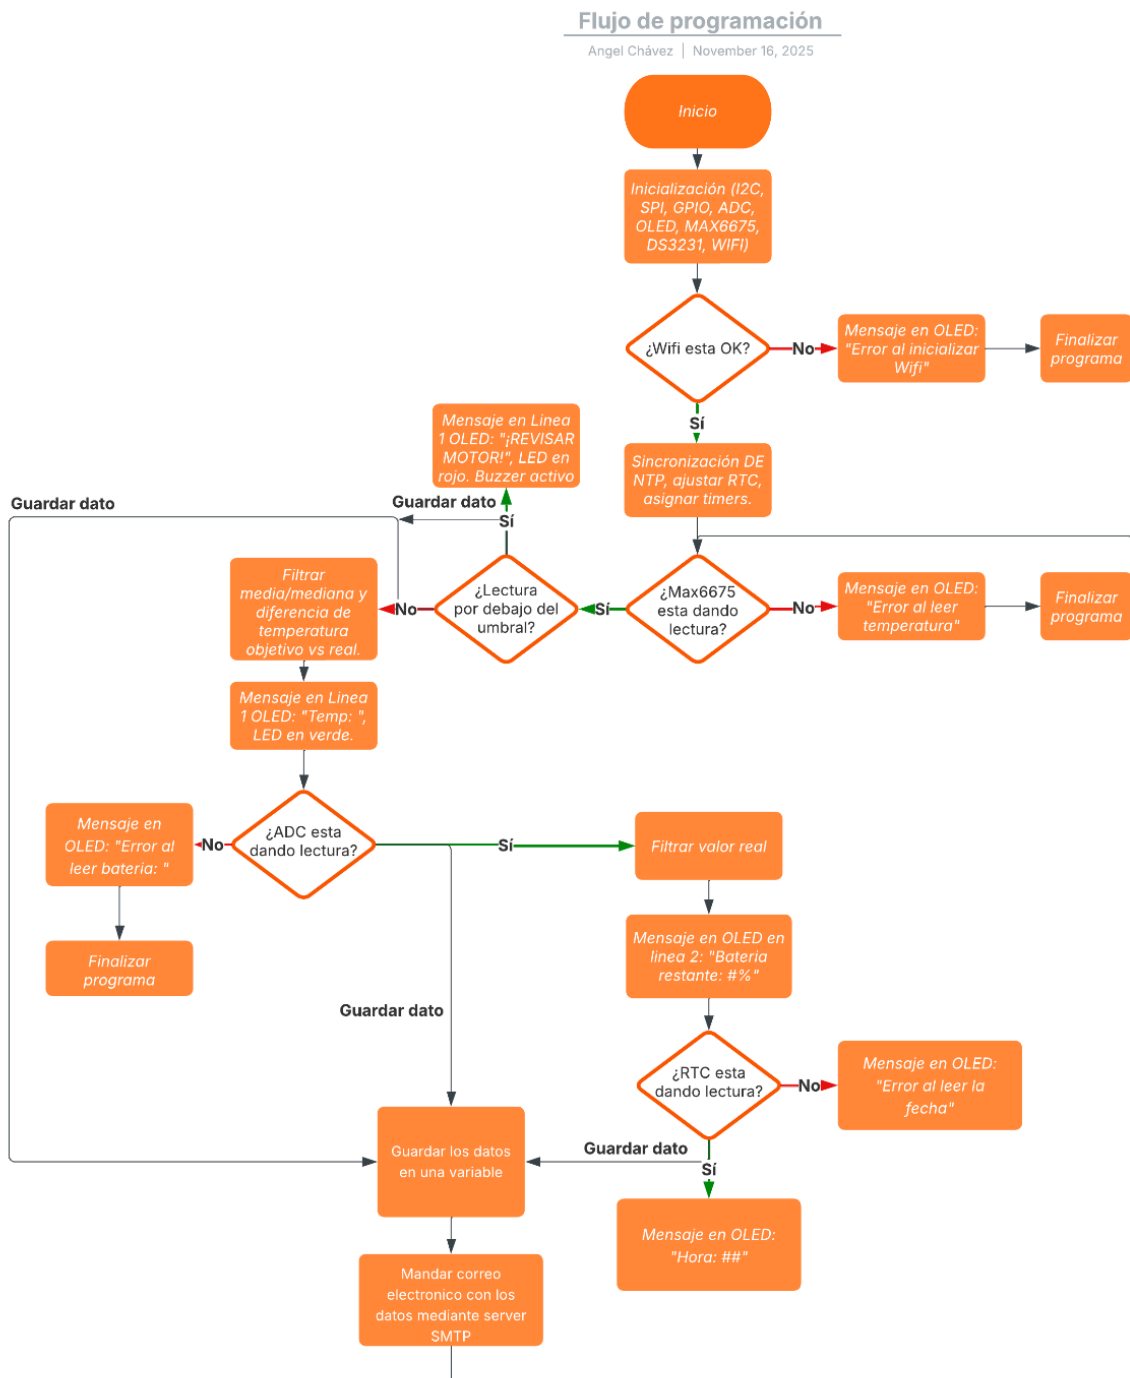 Flujo de programación
Angel Chávez | November 16, 2025
Inicio
Inicialización (I2C,
SPI, GPIO, ADC,
OLED, MAX6675,
DS3231, WIFI)
¿Wifi esta OK?
No
Mensaje en OLED:
"Error al inicializar
Wifi"
Finalizar
programa
Sí
Sincronización DE
NTP, ajustar RTC,
asignar timers.
¿Max6675
esta dando
lectura?
No
Mensaje en OLED:
"Error al leer
temperatura"
Finalizar
programa
Sí
¿Lectura
por debajo del
umbral?
Sí
Mensaje en Linea
1 OLED: "¡REVISAR
MOTOR!", LED en
rojo. Buzzer activo
Guardar dato
Guardar dato
No
Filtrar
media/mediana y
diferencia de
temperatura
objetivo vs real.
Mensaje en Linea
1 OLED: "Temp: ",
LED en verde.
¿ADC esta
dando lectura?
No
Mensaje en
OLED: "Error al
leer bateria: "
Finalizar
programa
Sí
Filtrar valor real
Mensaje en OLED en
linea 2: "Bateria
restante: #%"
Guardar dato
¿RTC esta
dando lectura?
No
Mensaje en OLED:
"Error al leer la
fecha"
Guardar dato
Sí
Mensaje en OLED:
"Hora: ##"
Guardar los datos
en una variable
Mandar correo
electronico con los
datos mediante server
SMTP